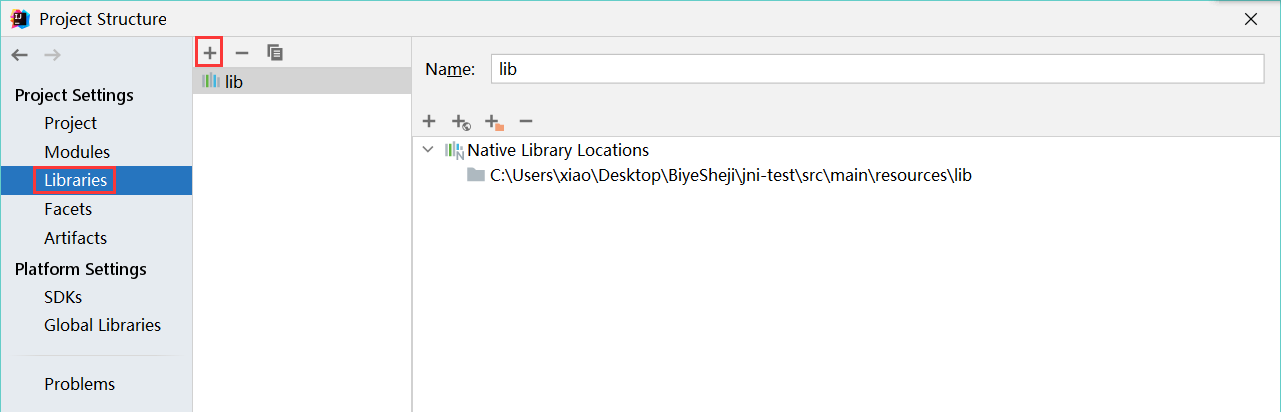 Project Structure
Project Settings
Project
Modules
Libraries
Facets
Artifacts
Platform Settings
SDKs
Global Libraries
Problems
lib
Name: lib
Native Library Locations
C:\Users\xiao\Desktop\BiyeSheji\jni-test\src\main\resources\lib